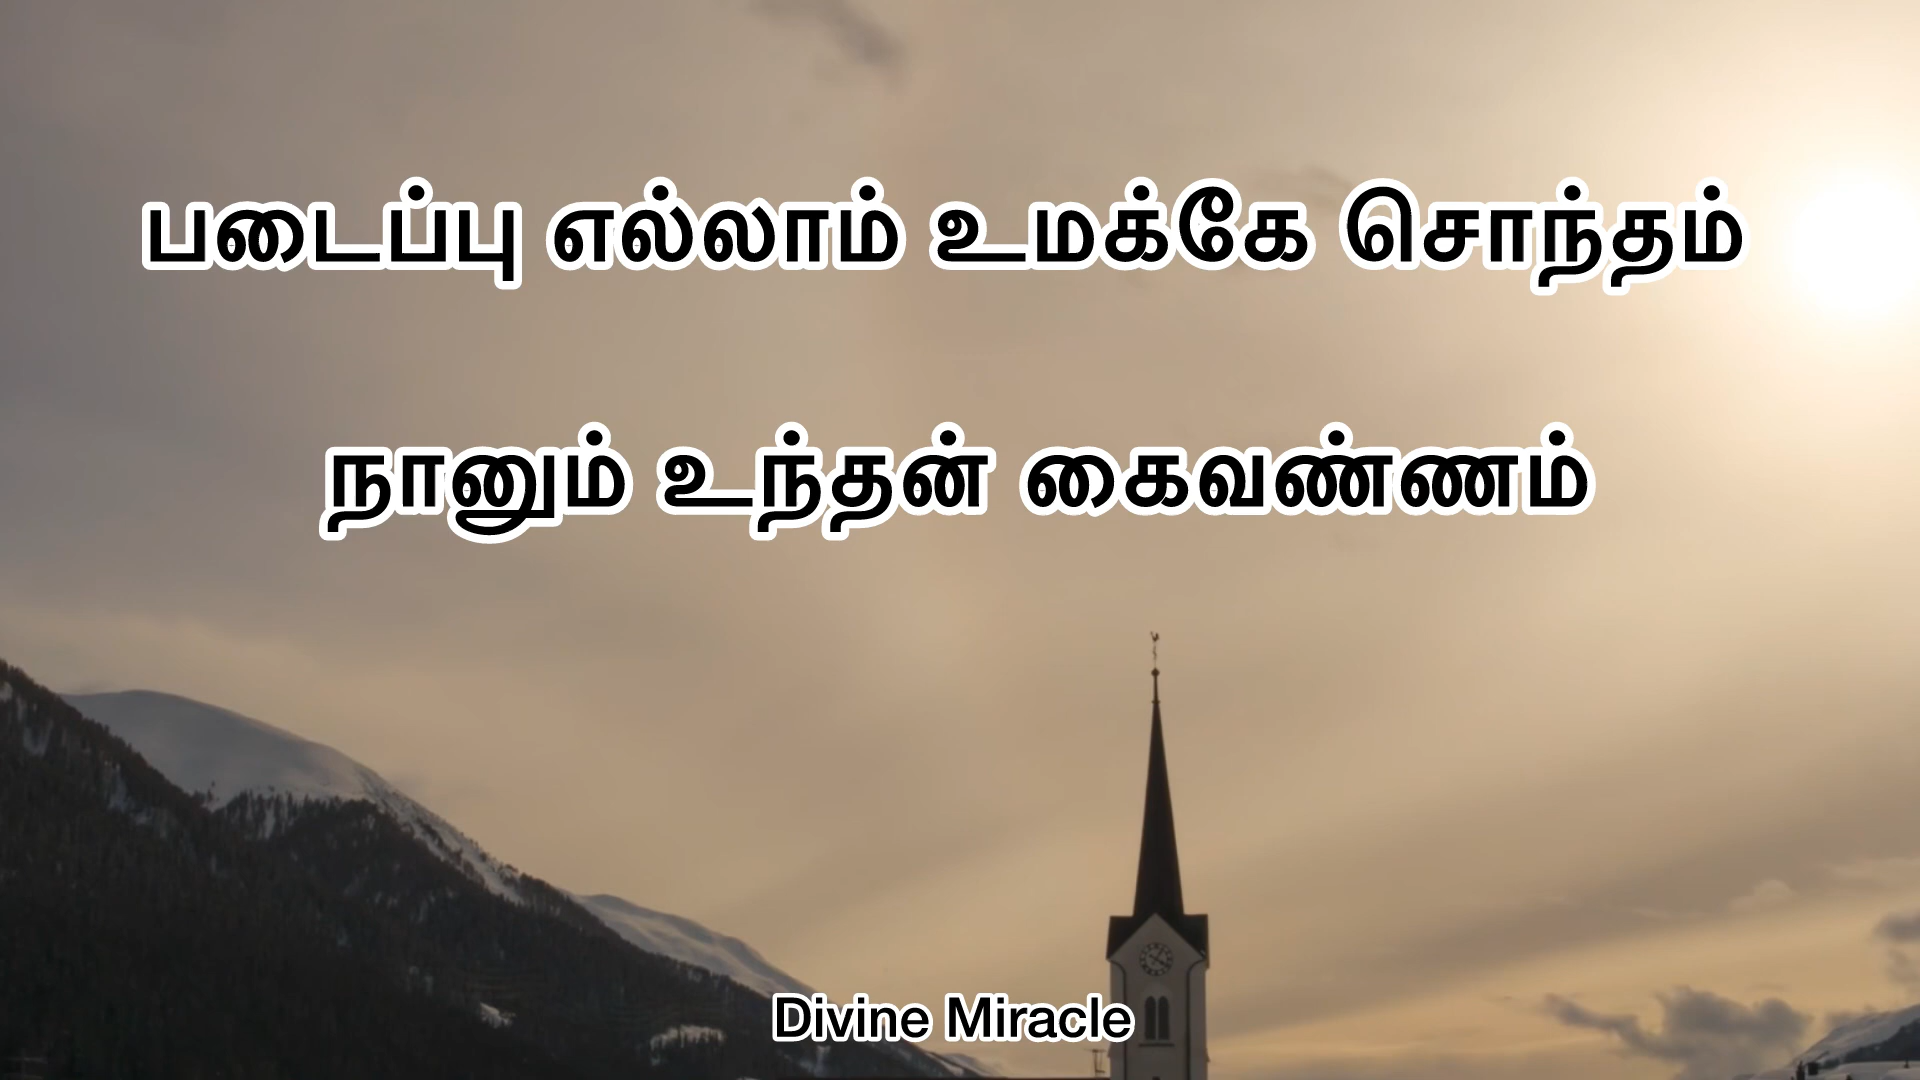 படைப்பு எல்லாம் உமக்கே சொந்தம்
நானும் உந்தன் கைவண்ணம்
Divine Miracle